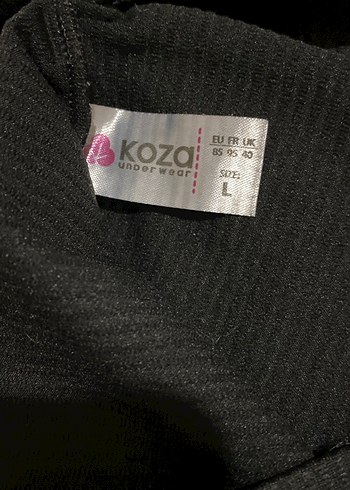 KOZA
underwear
EU FR UK
85 95 40
SIZE:
L